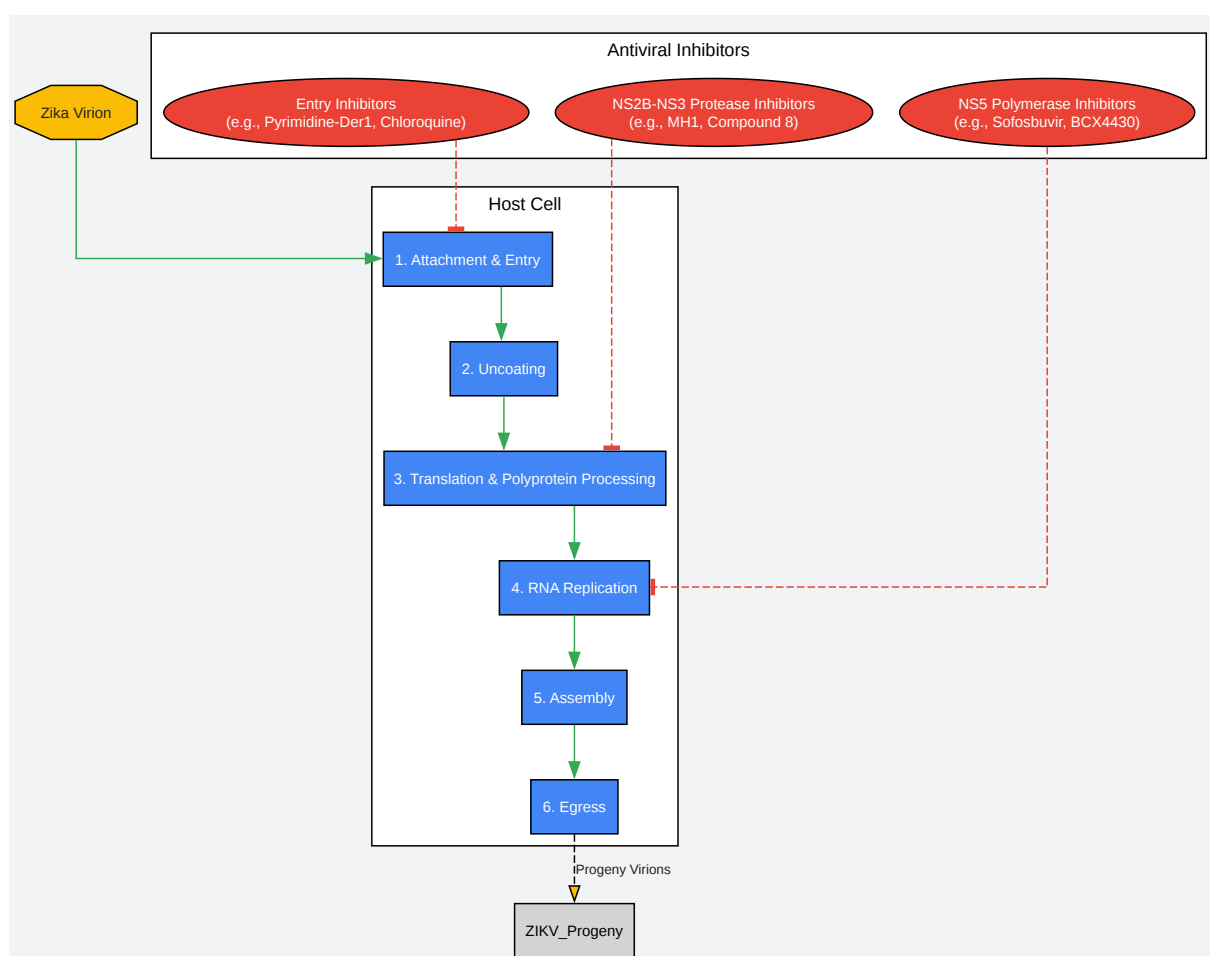 Antiviral Inhibitors
Zika Virion
Entry Inhibitors
(e.g., Pyrimidine-Der1, Chloroquine)
NS2B-NS3 Protease Inhibitors
(e.g., MH1, Compound 8)
NS5 Polymerase Inhibitors
(e.g., Sofosbuvir, BCX4430)
Host Cell
1. Attachment & Entry
2. Uncoating
3. Translation & Polyprotein Processing
4. RNA Replication
5. Assembly
6. Egress
Progeny Virions
ZIKV_Progeny